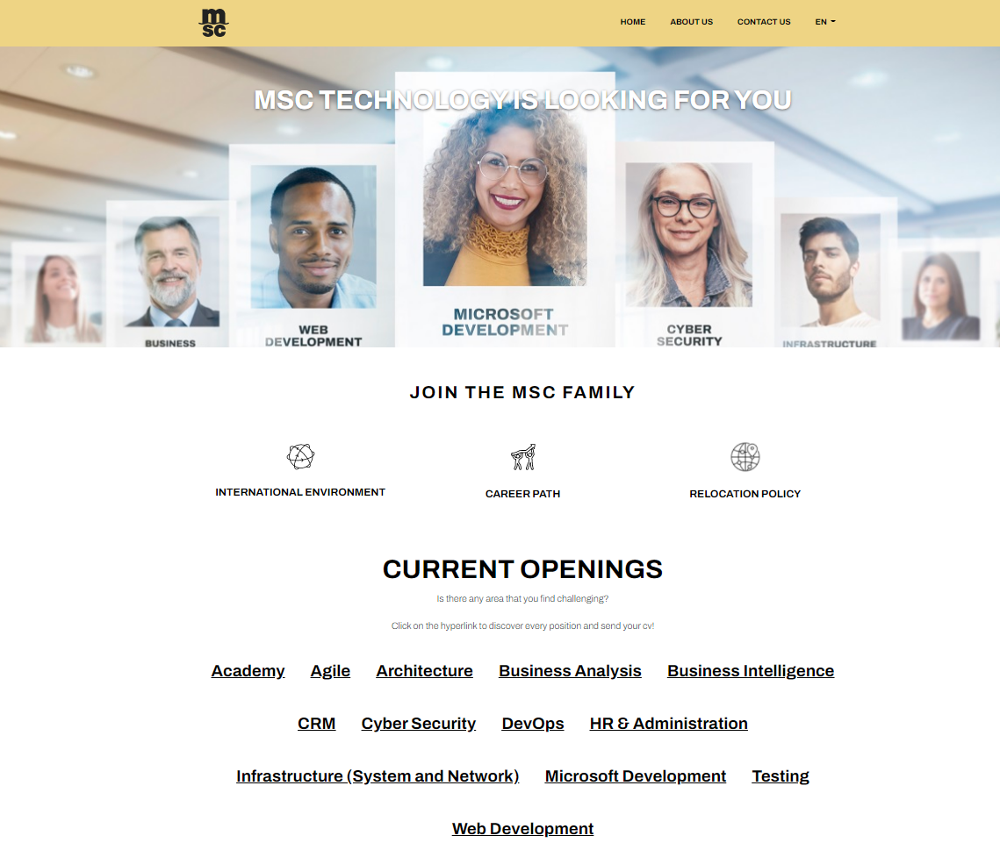 msc
HOME ABOUT US CONTACT US EN
MSC TECHNOLOGY IS LOOKING FOR YOU
BUSINESS
WEB
DEVELOPMENT
MICROSOFT
DEVELOPMENT
CYBER
SECURITY
INFRASTRUCTURE
JOIN THE MSC FAMILY
INTERNATIONAL ENVIRONMENT
CAREER PATH
RELOCATION POLICY
CURRENT OPENINGS
Is there any area that you find challenging?
Click on the hyperlink to discover every position and send your cv!
Academy Agile Architecture Business Analysis Business Intelligence
CRM Cyber Security DevOps HR & Administration
Infrastructure (System and Network) Microsoft Development Testing
Web Development